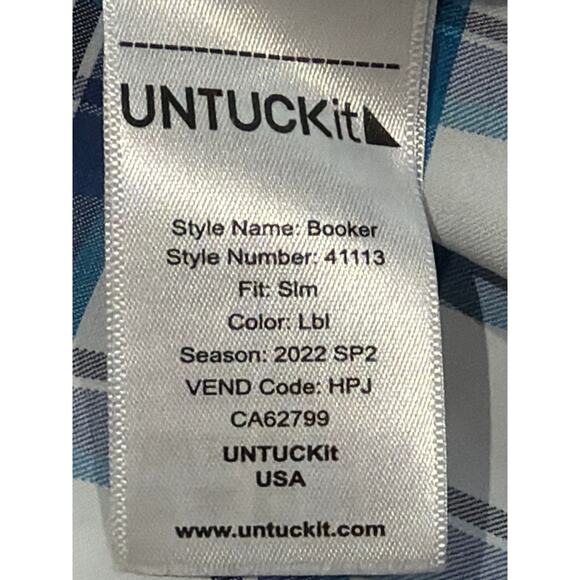 UNTUCKit
Style Name: Booker
Style Number: 41113
Fit: Slm
Color: Lbl
Season: 2022 SP2
VEND Code: HPJ
CA62799
UNTUCKit
USA
www.untuckit.com